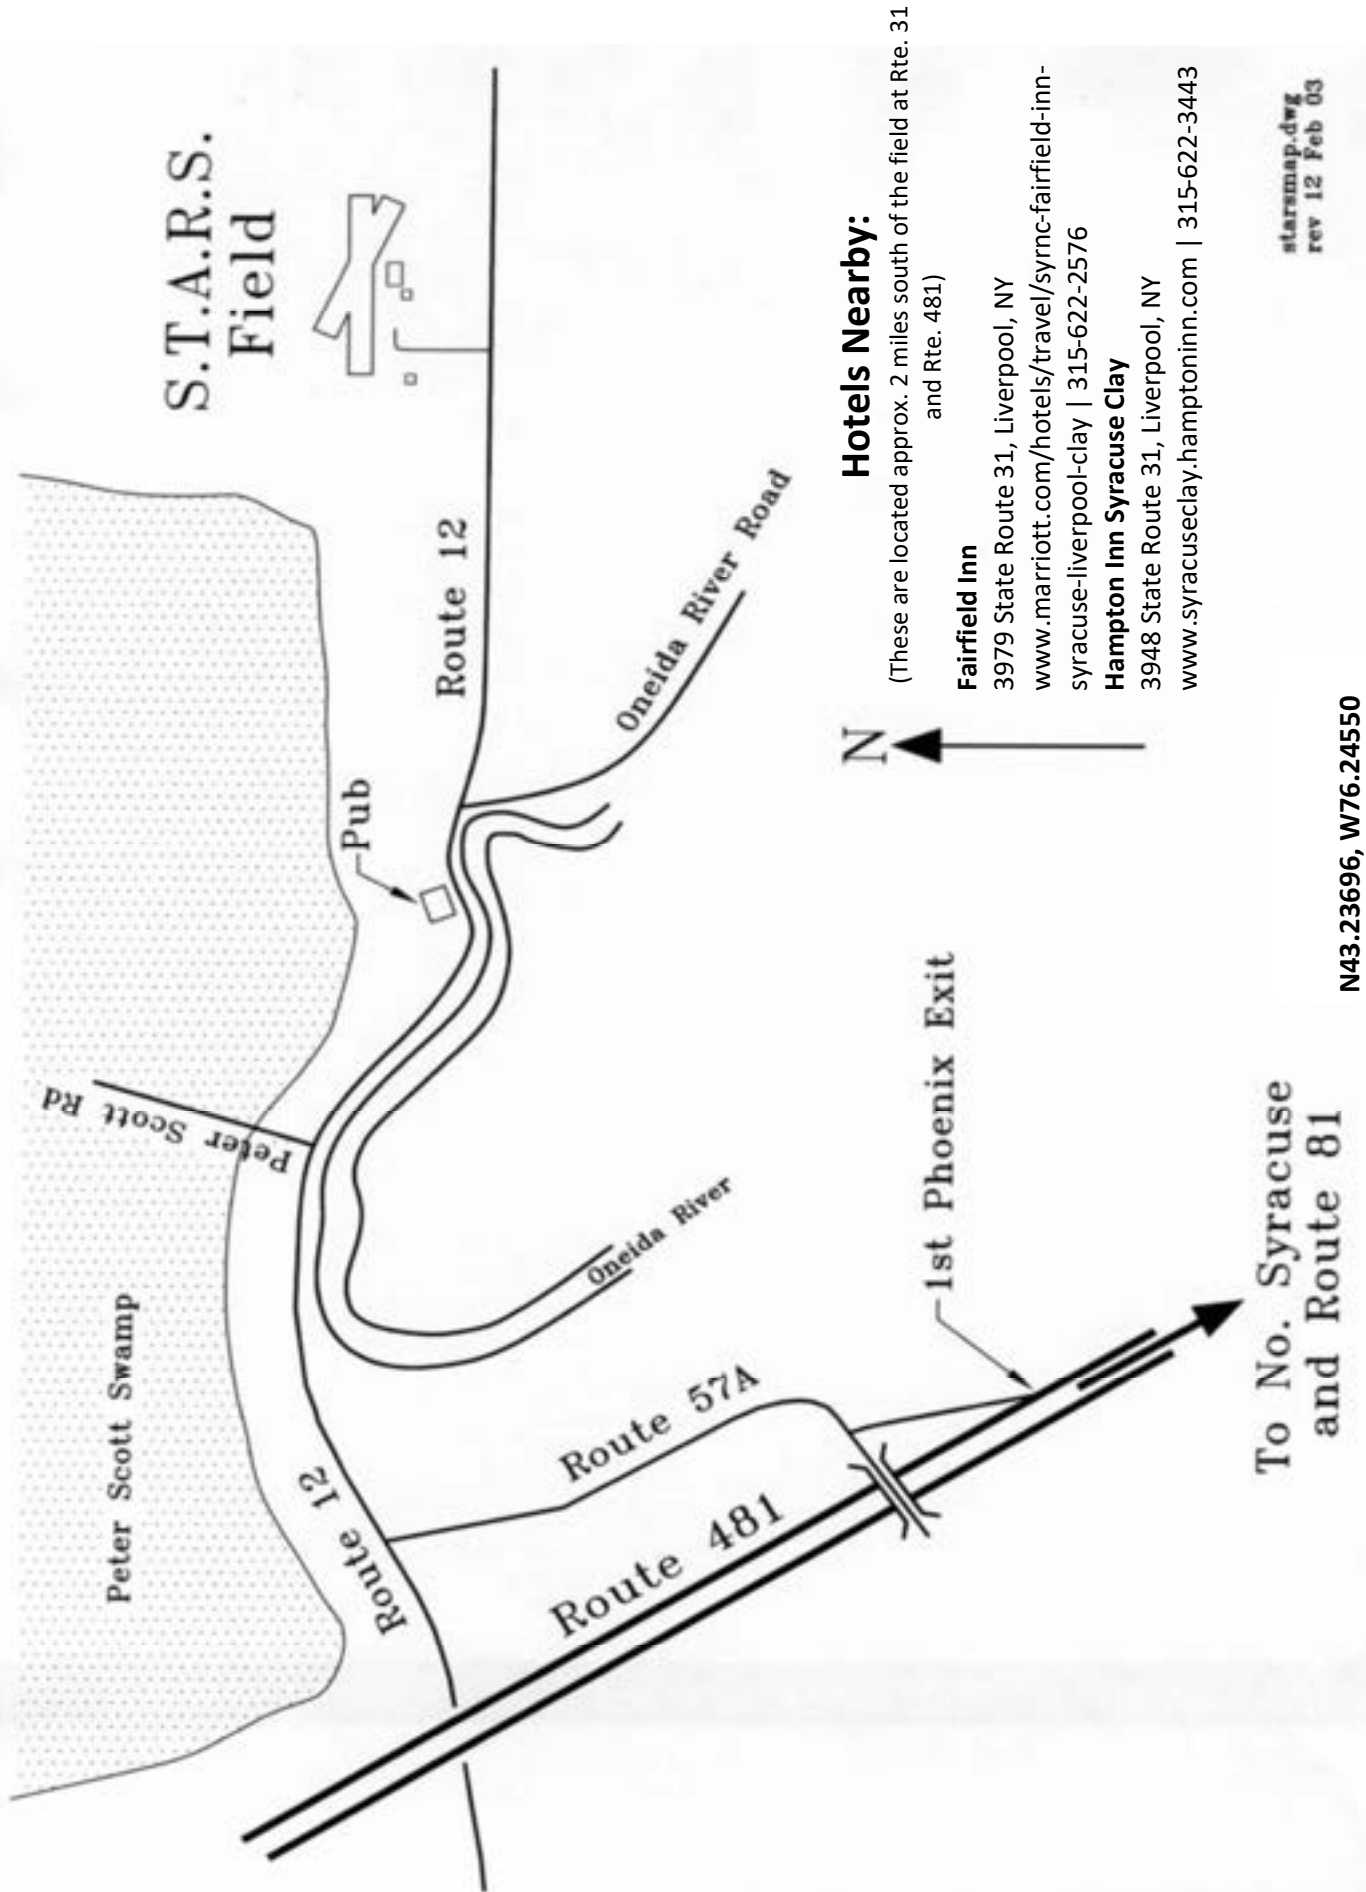 S.T.A.R.S.
Field
Peter Scott Swamp
Peter Scott Rd
Pub
Route 12
Route 12
Oneida River Road
Oneida River
Route 57A
Route 481
1st Phoenix Exit
To No. Syracuse
and Route 81
N
Hotels Nearby:
(These are located approx. 2 miles south of the field at Rte. 31
and Rte. 481)
Fairfield Inn
3979 State Route 31, Liverpool, NY
www.marriott.com/hotels/travel/syrnc-fairfield-inn-
syracuse-liverpool-clay | 315-622-2576
Hampton Inn Syracuse Clay
3948 State Route 31, Liverpool, NY
www.syracuseclay.hamptoninn.com | 315-622-3443
starsmap.dwg
rev 12 Feb 03
N43.23696, W76.24550